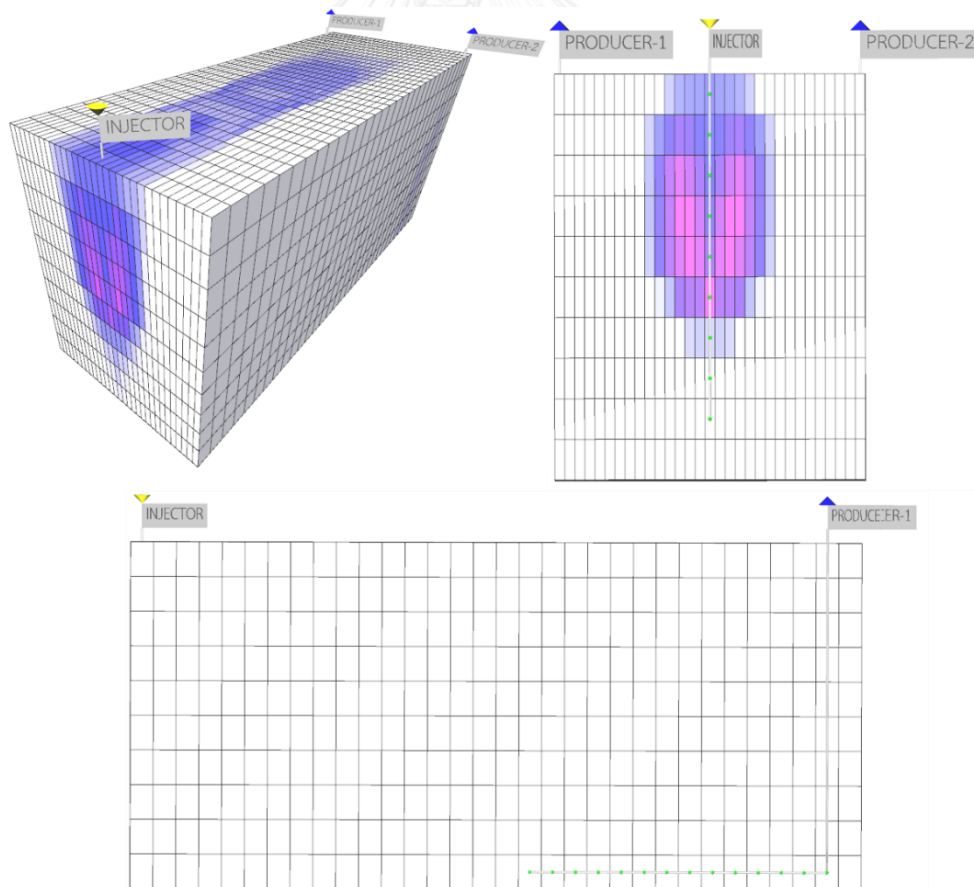 PRODUCER-1
PRODUCER-2
INJECTOR
PRODUCER-1
INJECTOR
PRODUCER-2
INJECTOR
PRODUCEER-1